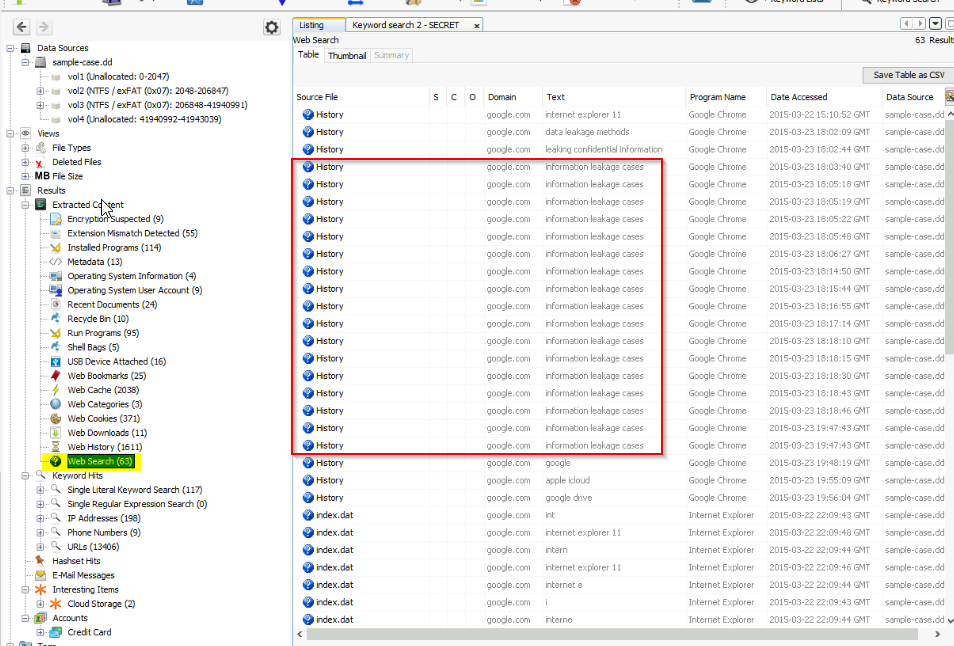 Keyword Lists
Keyword Search
Listing
Keyword search 2 - SECRET
Web Search
63 Results
Table Thumbnail Summary
Save Table as CSV
Source File S C O Domain Text Program Name Date Accessed Data Source
History google.com internet explorer 11 Google Chrome 2015-03-22 15:10:52 GMT sample-case.dd
History google.com data leakage methods Google Chrome 2015-03-23 18:02:09 GMT sample-case.dd
History google.com leaking confidential information Google Chrome 2015-03-23 18:02:44 GMT sample-case.dd
History google.com information leakage cases Google Chrome 2015-03-23 18:03:40 GMT sample-case.dd
History google.com information leakage cases Google Chrome 2015-03-23 18:05:18 GMT sample-case.dd
History google.com information leakage cases Google Chrome 2015-03-23 18:05:19 GMT sample-case.dd
History google.com information leakage cases Google Chrome 2015-03-23 18:05:22 GMT sample-case.dd
History google.com information leakage cases Google Chrome 2015-03-23 18:05:48 GMT sample-case.dd
History google.com information leakage cases Google Chrome 2015-03-23 18:06:27 GMT sample-case.dd
History google.com information leakage cases Google Chrome 2015-03-23 18:14:50 GMT sample-case.dd
History google.com information leakage cases Google Chrome 2015-03-23 18:15:44 GMT sample-case.dd
History google.com information leakage cases Google Chrome 2015-03-23 18:16:55 GMT sample-case.dd
History google.com information leakage cases Google Chrome 2015-03-23 18:17:14 GMT sample-case.dd
History google.com information leakage cases Google Chrome 2015-03-23 18:18:10 GMT sample-case.dd
History google.com information leakage cases Google Chrome 2015-03-23 18:18:15 GMT sample-case.dd
History google.com information leakage cases Google Chrome 2015-03-23 18:18:30 GMT sample-case.dd
History google.com information leakage cases Google Chrome 2015-03-23 18:18:43 GMT sample-case.dd
History google.com information leakage cases Google Chrome 2015-03-23 18:18:46 GMT sample-case.dd
History google.com information leakage cases Google Chrome 2015-03-23 19:47:43 GMT sample-case.dd
History google.com information leakage cases Google Chrome 2015-03-23 19:47:43 GMT sample-case.dd
History google.com google Google Chrome 2015-03-23 19:48:19 GMT sample-case.dd
History google.com apple icloud Google Chrome 2015-03-23 19:55:09 GMT sample-case.dd
History google.com google drive Google Chrome 2015-03-23 19:56:04 GMT sample-case.dd
index.dat google.com int Internet Explorer 2015-03-22 22:09:43 GMT sample-case.dd
index.dat google.com internet explorer 11 Internet Explorer 2015-03-22 22:09:48 GMT sample-case.dd
index.dat google.com intern Internet Explorer 2015-03-22 22:09:44 GMT sample-case.dd
index.dat google.com internet explorer 11 Internet Explorer 2015-03-22 22:09:46 GMT sample-case.dd
index.dat google.com internet e Internet Explorer 2015-03-22 22:09:44 GMT sample-case.dd
index.dat google.com i Internet Explorer 2015-03-22 22:09:43 GMT sample-case.dd
index.dat google.com interne Internet Explorer 2015-03-22 22:09:44 GMT sample-case.dd
Data Sources
sample-case.dd
vol1 (Unallocated: 0-2047)
vol2 (NTFS / exFAT (0x07): 2048-206847)
vol3 (NTFS / exFAT (0x07): 206848-41940991)
vol4 (Unallocated: 41940992-41943039)
Views
File Types
Deleted Files
MB File Size
Results
Extracted Content
Encryption Suspected (9)
Extension Mismatch Detected (55)
Installed Programs (114)
Metadata (13)
Operating System Information (4)
Operating System User Account (9)
Recent Documents (24)
Recycle Bin (10)
Run Programs (95)
Shell Bags (5)
USB Device Attached (16)
Web Bookmarks (25)
Web Cache (2038)
Web Categories (3)
Web Cookies (371)
Web Downloads (11)
Web History (1611)
Web Search (63)
Keyword Hits
Single Literal Keyword Search (117)
Single Regular Expression Search (0)
IP Addresses (198)
Phone Numbers (9)
URLs (13406)
Hashset Hits
E-Mail Messages
Interesting Items
Cloud Storage (2)
Accounts
Credit Card